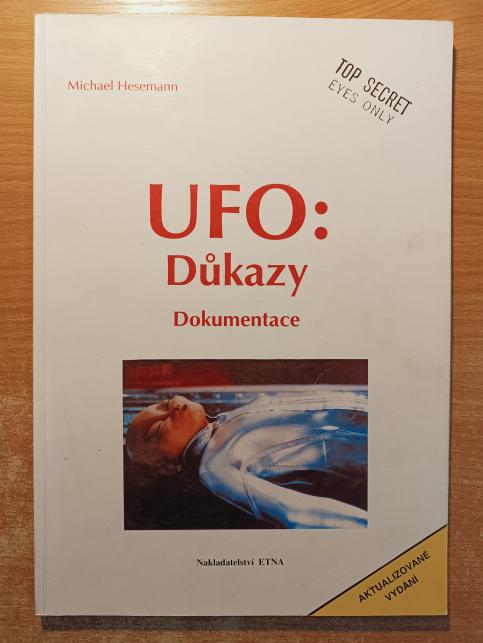 Michael Hesemann
TOP SECRET
EYES ONLY
UFO:
Důkazy
Dokumentace
Nakladatelství ETNA
AKTUALIZOVANÉ
VYDÁNÍ